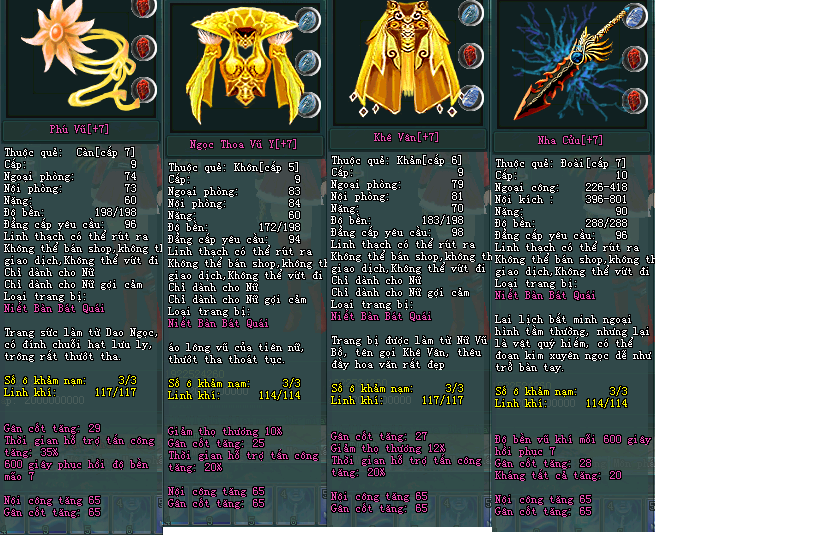 Phú Vũ[+7]
Thuộc quẻ: Càn[cấp 7]
Cấp: 9
Ngoại phòng: 74
Nội phòng: 73
Nặng: 60
Độ bền: 198/198
Đẳng cấp yêu cầu: 96
Linh thạch có thể rút ra
Không thể bán shop,không th
giao dịch,Không thể vứt đi
Chỉ dành cho Nữ
Chỉ dành cho Nữ gợi cảm
Loại trang bị:
Niết Bàn Bát Quái
Trang sức làm từ Dao Ngọc,
có đính chuỗi hạt lưu ly,
trông rất thướt tha.
Số ô khảm nạm: 3/3
Linh khí: 117/117
Gân cốt tăng: 29
Thời gian hỗ trợ tấn công
tăng: 35%
600 giây phục hồi độ bền
mão 7
Nội công tăng 65
Gân cốt tăng: 65
Ngọc Thoa Vũ Y[+7]
Thuộc quẻ: Khôn[cấp 5]
Cấp: 9
Ngoại phòng: 83
Nội phòng: 84
Nặng: 60
Độ bền: 172/198
Đẳng cấp yêu cầu: 94
Linh thạch có thể rút ra
Không thể bán shop,không th
giao dịch,Không thể vứt đi
Chỉ dành cho Nữ
Chỉ dành cho Nữ gợi cảm
Loại trang bị:
Niết Bàn Bát Quái
áo lông vũ của tiên nữ,
thướt tha thoát tục.
Số ô khảm nạm: 3/3
Linh khí: 114/114
Giảm thọ thương 10%
Gân cốt tăng: 25
Thời gian hỗ trợ tấn công
tăng: 20%
Nội công tăng 65
Gân cốt tăng: 65
Khê Vân[+7]
Thuộc quẻ: Khảm[cấp 6]
Cấp: 9
Ngoại phòng: 79
Nội phòng: 81
Nặng: 70
Độ bền: 183/198
Đẳng cấp yêu cầu: 98
Linh thạch có thể rút ra
Không thể bán shop,không th
giao dịch,Không thể vứt đi
Chỉ dành cho Nữ
Chỉ dành cho Nữ gợi cảm
Loại trang bị:
Niết Bàn Bát Quái
Trang bị được làm từ Nữ Vũ
Bố, tên gọi Khê Vân, thêu
đầy hoa văn rất đẹp
Số ô khảm nạm: 3/3
Linh khí: 117/117
Gân cốt tăng: 27
Giảm thọ thương 12%
Thời gian hỗ trợ tấn công
tăng: 20%
Nội công tăng 65
Gân cốt tăng: 65
Nha Cửu[+7]
Thuộc quẻ: Đoài[cấp 7]
Cấp: 10
Ngoại công: 226-418
Nội kích : 396-801
Nặng: 90
Độ bền: 288/288
Đẳng cấp yêu cầu: 96
Linh thạch có thể rút ra
Không thể bán shop,không th
giao dịch,Không thể vứt đi
Loại trang bị:
Niết Bàn Bát Quái
Lai lịch bất minh ngoại
hình tầm thường, nhưng lại
là vật quý hiếm, có thể
đoạn kim xuyên ngọc dễ như
trở bàn tay.
Số ô khảm nạm: 3/3
Linh khí: 114/114
Độ bền vũ khí mỗi 600 giây
hồi phục 7
Gân cốt tăng: 28
Kháng tất cả tăng: 20
Nội công tăng 65
Gân cốt tăng: 65